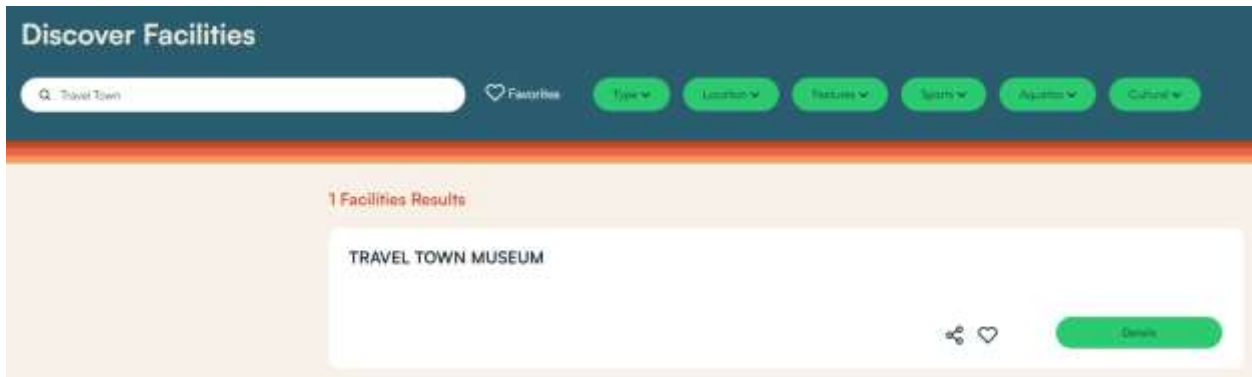 Discover Facilities
Travel Town
Favorites
Type
Location
Features
Sports
Aquatics
Cultural
1 Facilities Results
TRAVEL TOWN MUSEUM
Details